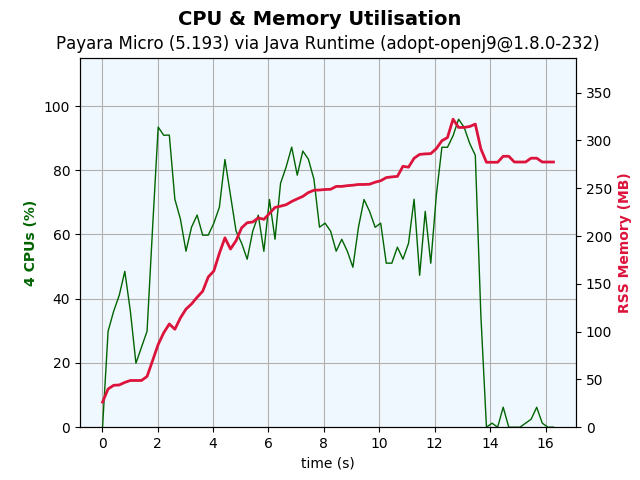 CPU & Memory Utilisation
Payara Micro (5.193) via Java Runtime (adopt-openj9@1.8.0-232)
4 CPUs (%)
100
80
60
40
20
0
350
300
250
200
150
100
50
0
RSS Memory (MB)
0 2 4 6 8 10 12 14 16
time (s)